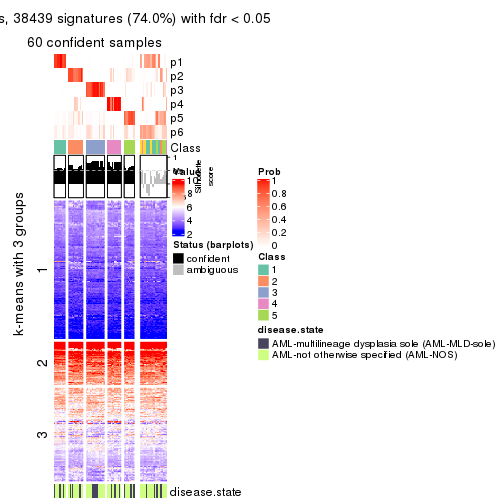 s, 38439 signatures (74.0%) with fdr < 0.05
60 confident samples
p1
p2
p3
p4
p5
p6
Class
1
Silhouette
score
k-means with 3 groups
1
2
3
10
8
6
4
2
Status (barplots)
confident
ambiguous
Prob
1
0.8
0.6
0.4
0.2
0
Class
1
2
3
4
5
disease.state
AML-multilineage dysplasia sole (AML-MLD-sole)
AML-not otherwise specified (AML-NOS)
disease.state